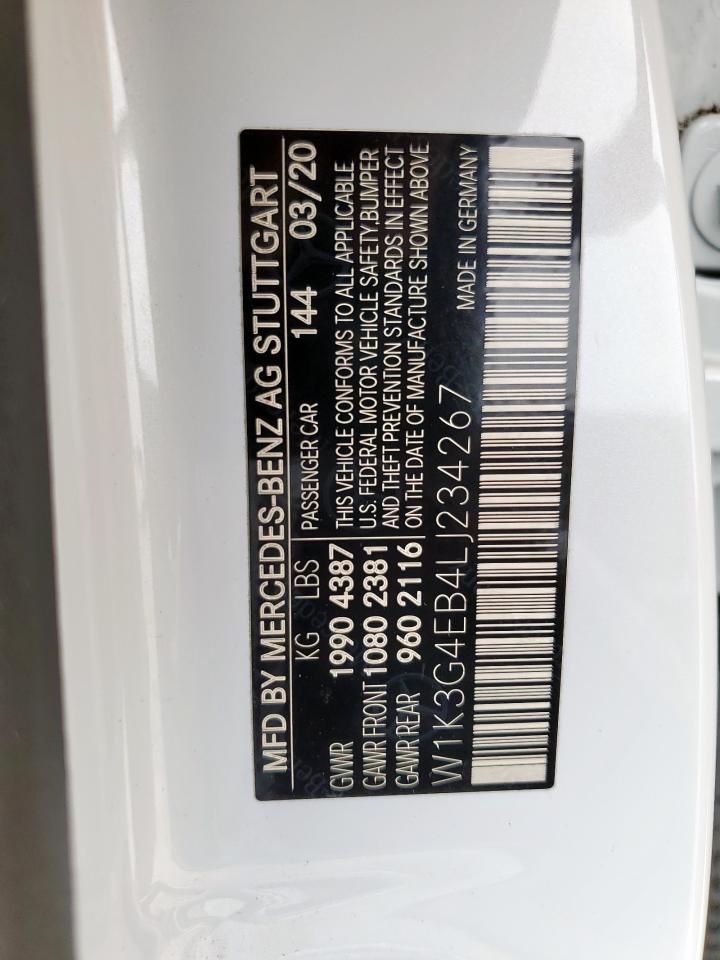 MFD BY MERCEDES-BENZ AG STUTTGART
KG LBS PASSENGER CAR 144 03/20
GVWR 1990 4387 THIS VEHICLE CONFORMS TO ALL APPLICABLE
GAWR FRONT 1080 2381 U.S. FEDERAL MOTOR VEHICLE SAFETY, BUMPER
GAWR REAR 960 2116 AND THEFT PREVENTION STANDARDS IN EFFECT
ON THE DATE OF MANUFACTURE SHOWN ABOVE
W1K3G4EB4LJ234267 MADE IN GERMANY